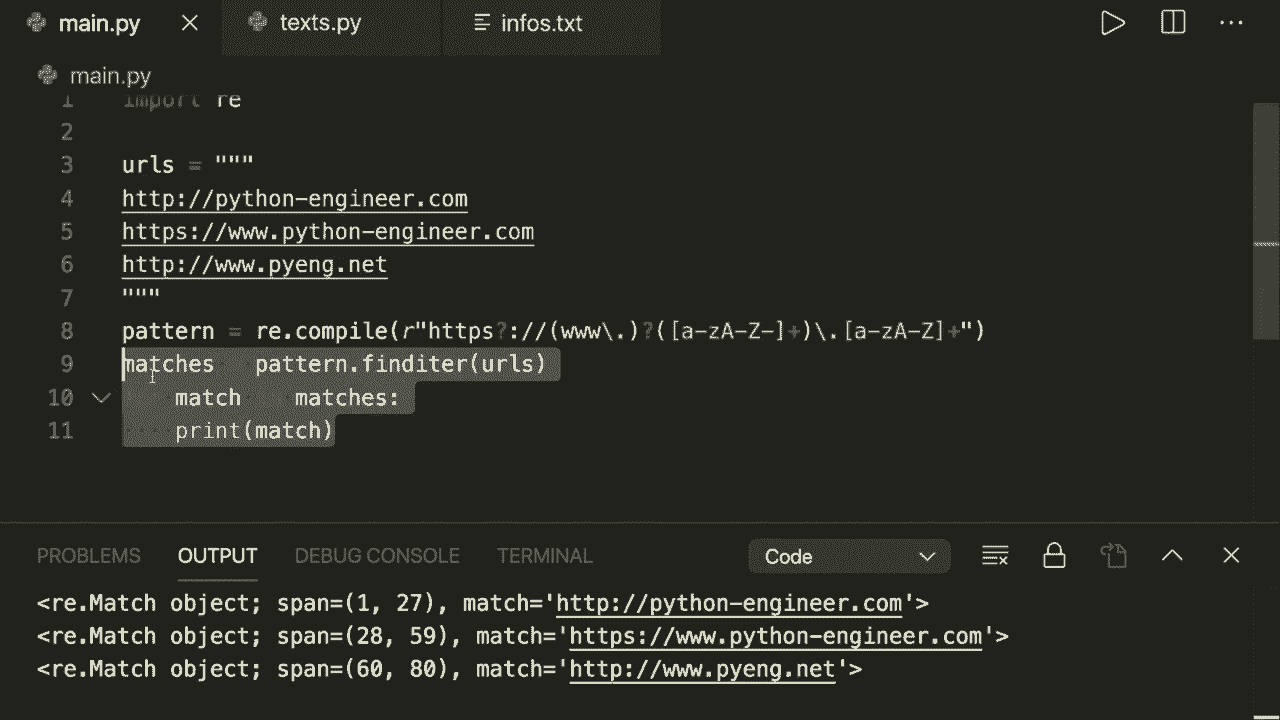 main.py texts.py infos.txt
main.py
1 import re
2
3 urls = """
4 http://python-engineer.com
5 https://www.python-engineer.com
6 http://www.pyeng.net
7 """
8 pattern = re.compile(r"https?://(www\.)?([a-zA-Z-]+)\.[a-zA-Z]+")
9 matches pattern.finditer(urls)
10 match matches:
11 print(match)
PROBLEMS OUTPUT DEBUG CONSOLE TERMINAL Code
<re.Match object; span=(1, 27), match='http://python-engineer.com'>
<re.Match object; span=(28, 59), match='https://www.python-engineer.com'>
<re.Match object; span=(60, 80), match='http://www.pyeng.net'>